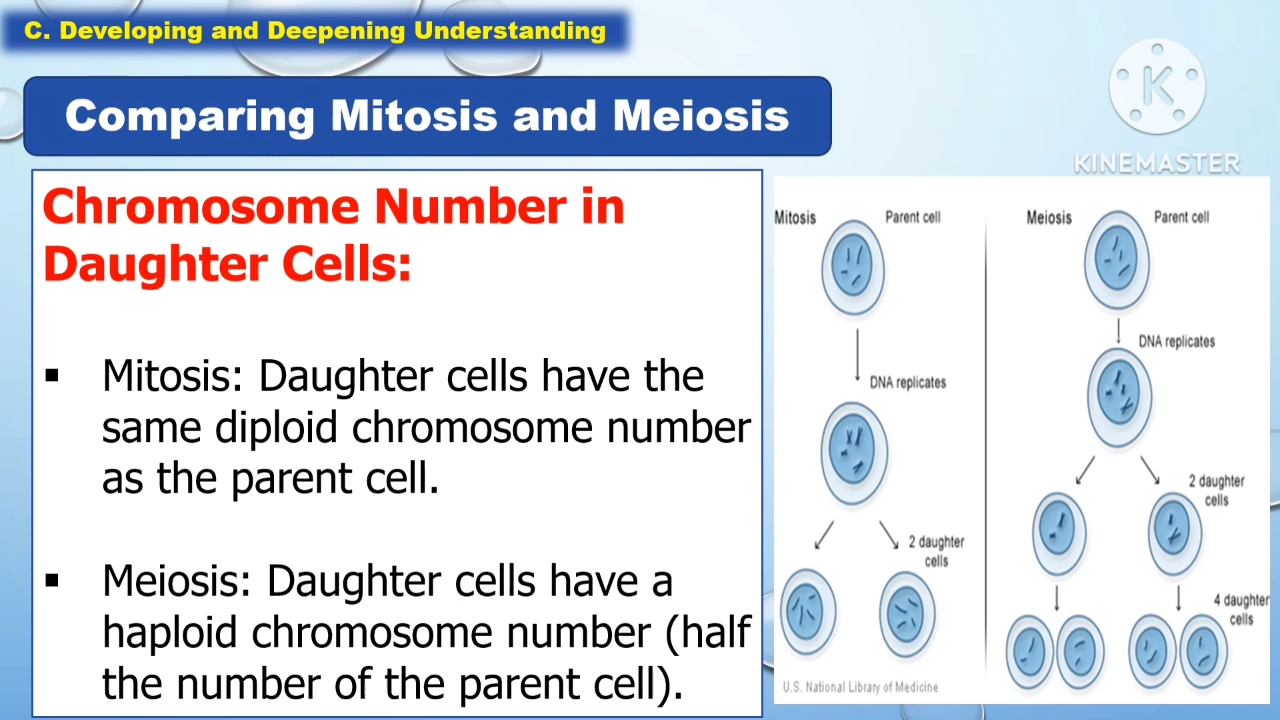 C. Developing and Deepening Understanding
Comparing Mitosis and Meiosis
K
KINEMASTER
Chromosome Number in
Daughter Cells:
▪ Mitosis: Daughter cells have the
same diploid chromosome number
as the parent cell.
▪ Meiosis: Daughter cells have a
haploid chromosome number (half
the number of the parent cell).
Mitosis
Parent cell
DNA replicates
2 daughter
cells
U.S. National Library of Medicine
Meiosis
Parent cell
DNA replicates
2 daughter
cells
4 daughter
cells